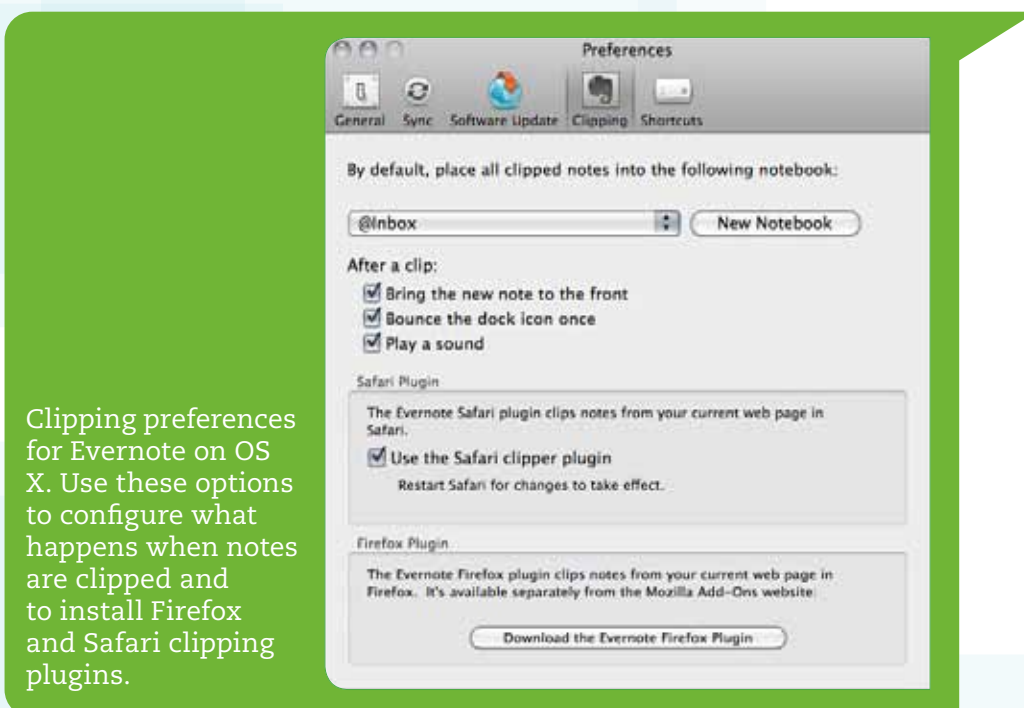 Preferences
General Sync Software Update Clipping Shortcuts
By default, place all clipped notes into the following notebook:
@Inbox New Notebook
After a clip:
Bring the new note to the front
Bounce the dock icon once
Play a sound
Safari Plugin
The Evernote Safari plugin clips notes from your current web page in
Safari.
Use the Safari clipper plugin
Restart Safari for changes to take effect.
Firefox Plugin
The Evernote Firefox plugin clips notes from your current web page in
Firefox. It's available separately from the Mozilla Add-Ons website.
Download the Evernote Firefox Plugin
Clipping preferences
for Evernote on OS
X. Use these options
to configure what
happens when notes
are clipped and
to install Firefox
and Safari clipping
plugins.